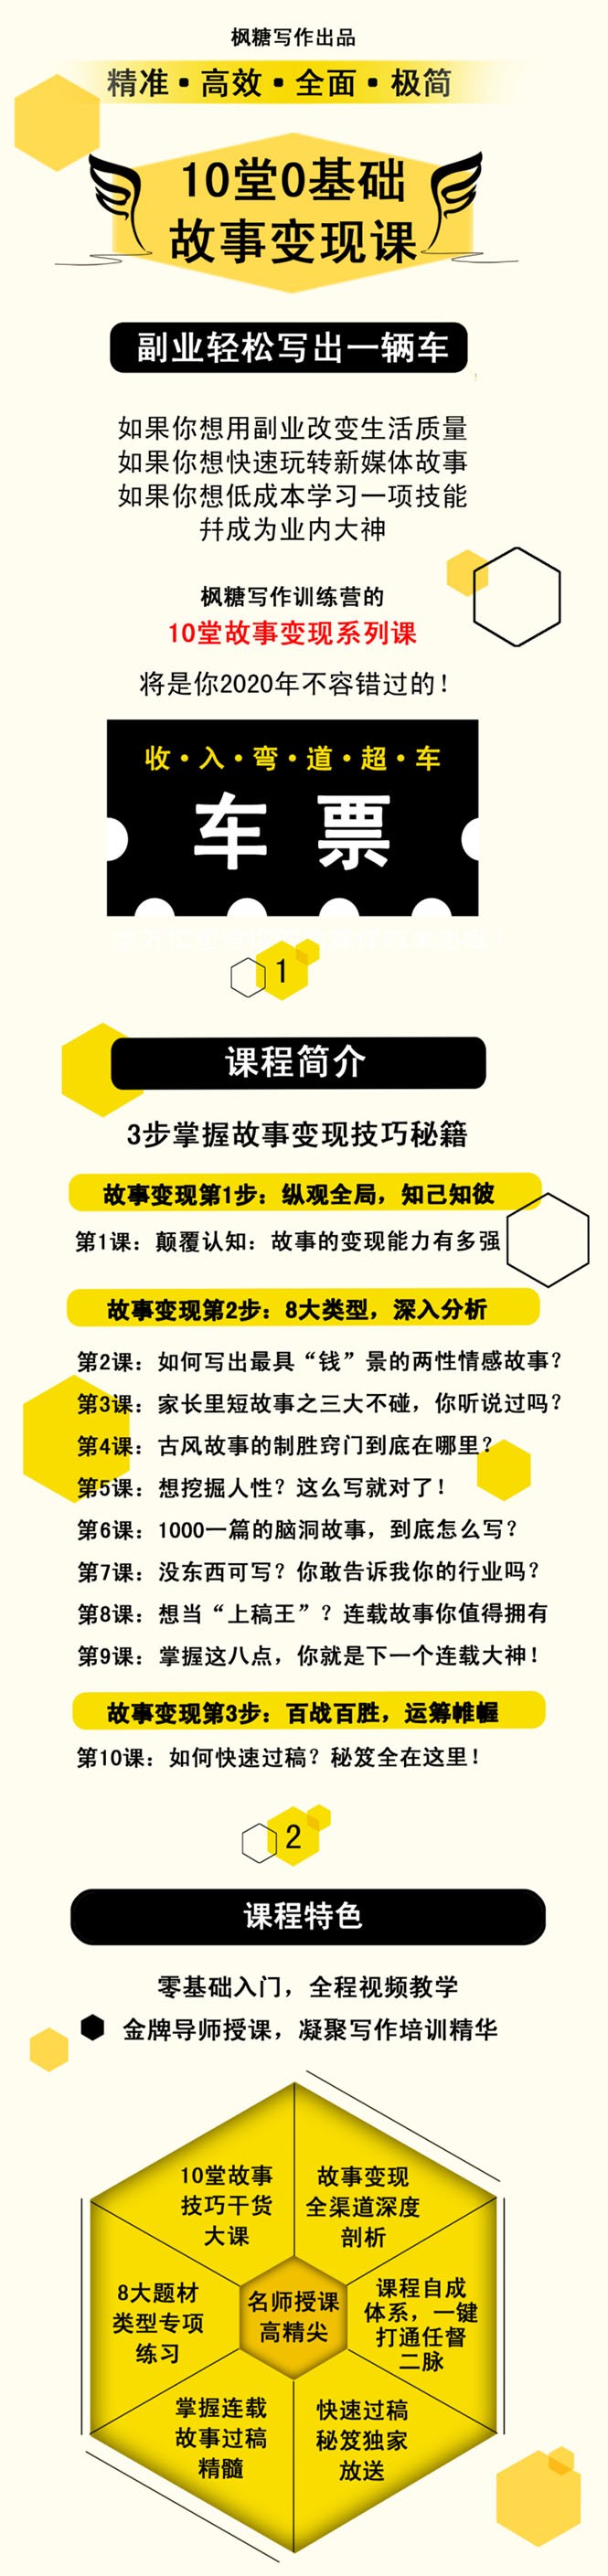 枫糖写作出品
精准·高效·全面·极简
10堂0基础
故事变现课
副业轻松写出一辆车
如果你想用副业改变生活质量
如果你想快速玩转新媒体故事
如果你想低成本学习一项技能
幷成为业内大神
枫糖写作训练营的
10堂故事变现系列课
将是你2020年不容错过的！
收·入·弯·道·超·车
车 票
1
课程简介
3步掌握故事变现技巧秘籍
故事变现第1步：纵观全局，知己知彼
第1课：颠覆认知：故事的变现能力有多强
故事变现第2步：8大类型，深入分析
第2课：如何写出最具“钱”景的两性情感故事？
第3课：家长里短故事之三大不碰，你听说过吗？
第4课：古风故事的制胜窍门到底在哪里？
第5课：想挖掘人性？这么写就对了！
第6课：1000一篇的脑洞故事，到底怎么写？
第7课：没东西可写？你敢告诉我你的行业吗？
第8课：想当“上稿王”？连载故事你值得拥有
第9课：掌握这八点，你就是下一个连载大神！
故事变现第3步：百战百胜，运筹帷幄
第10课：如何快速过稿？秘笈全在这里！
2
课程特色
零基础入门，全程视频教学
金牌导师授课，凝聚写作培训精华
10堂故事
技巧干货
大课
故事变现
全渠道深度
剖析
8大题材
类型专项
练习
名师授课
高精尖
课程自成
体系，一键
打通任督
二脉
掌握连载
故事过稿
精髓
快速过稿
秘笈独家
放送